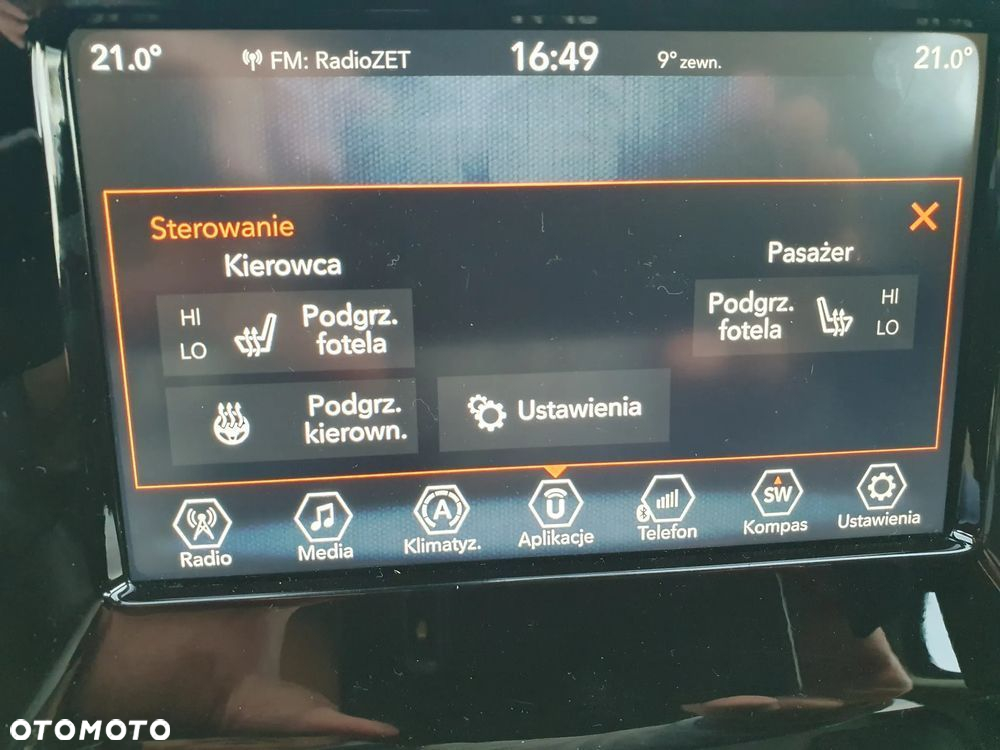 21.0° FM: RadioZET 16:49 9° zewn. 21.0°
Sterowanie
Kierowca
Pasażer
HI
LO
Podgrz.
fotela
Podgrz.
fotela
HI
LO
Podgrz.
kierown.
Ustawienia
A U SW
Radio Media Klimatyz. Aplikacje Telefon Kompas Ustawienia
OTOMOTO